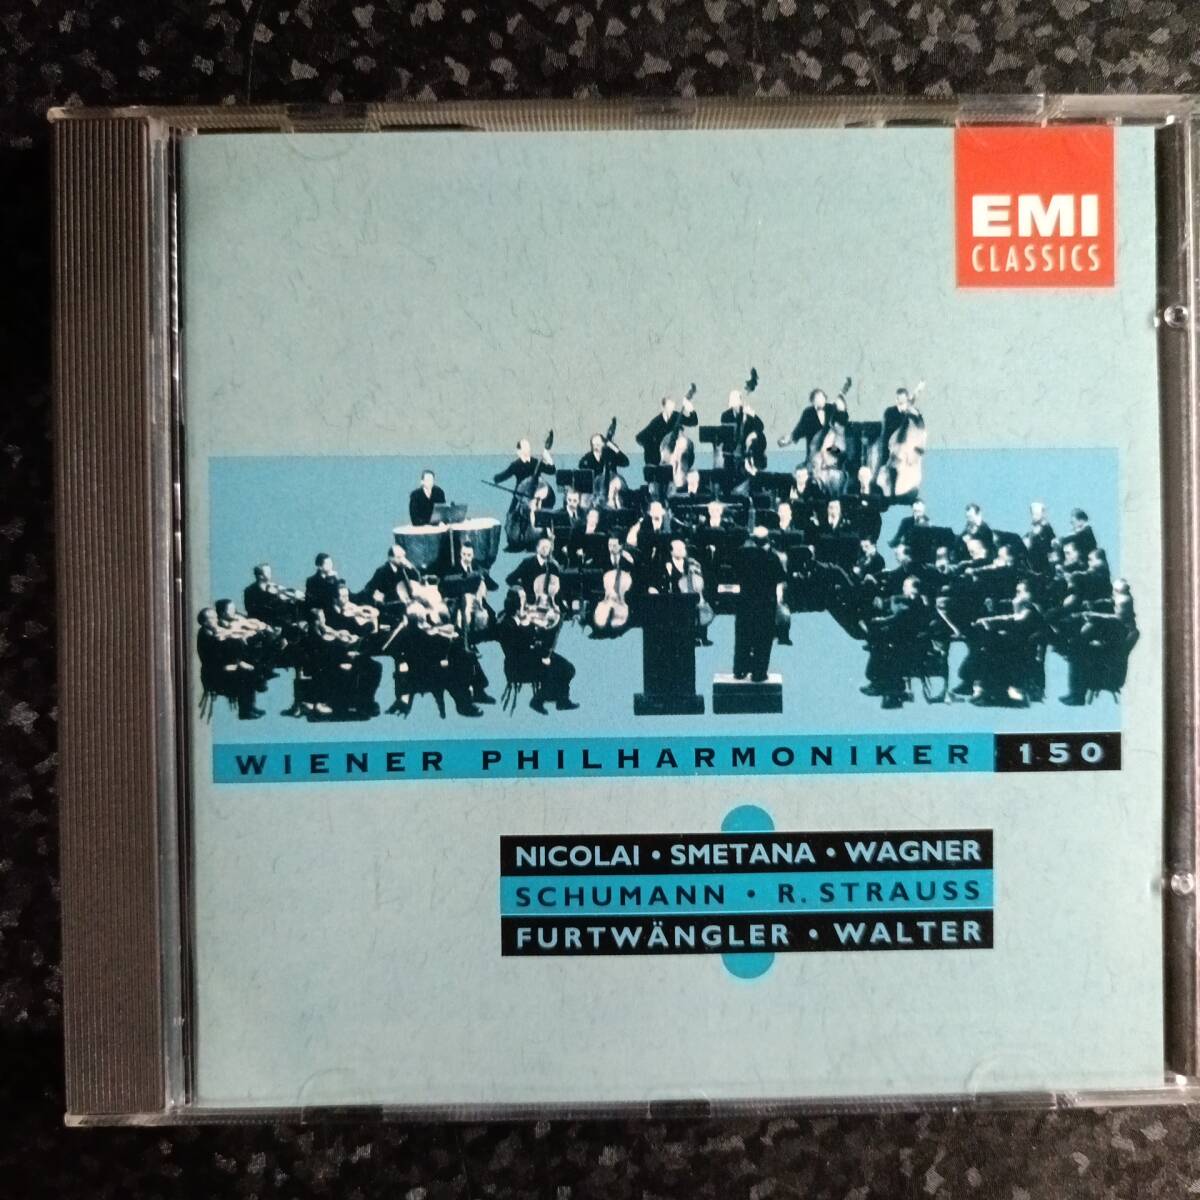 EMI
CLASSICS
WIENER PHILHARMONIKER 150
NICOLAI • SMETANA • WAGNER
SCHUMANN • R. STRAUSS
FURTWÄNGLER • WALTER